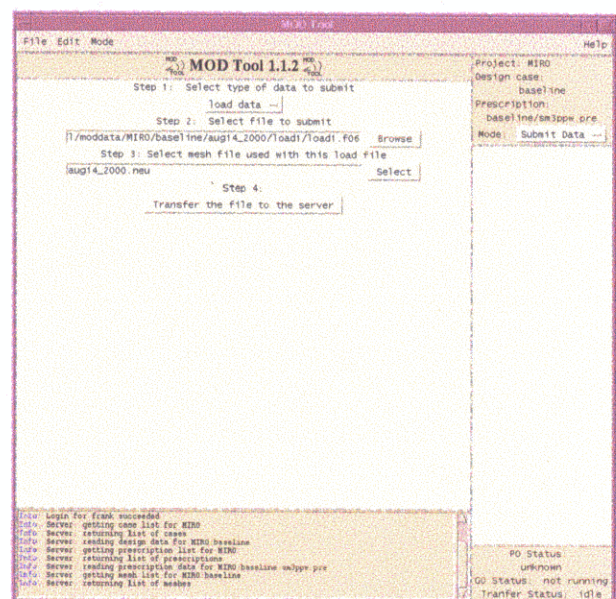 MOD Tool
File Edit Mode
Help
MOD TOOL MOD Tool 1.1.2 MOD TOOL
Step 1: Select type of data to submit
load data
Step 2: Select file to submit
l/moddata/MIRO/baseline/aug14_2000/load1/load1.f06 Browse
Step 3: Select mesh file used with this load file
aug14_2000.neu Select
Step 4:
Transfer the file to the server
Project: MIRO
Design case:
baseline
Prescription:
baseline/sm3ppw.pre
Mode: Submit Data
Info: Login for frank succeeded
Info: Server: getting case list for MIRO
Info: Server: returning list of cases
Info: Server: reading design data for MIRO:baseline
Info: Server: getting prescription list for MIRO
Info: Server: returning list of prescriptions
Info: Server: reading prescription data for MIRO:baseline sm3ppw.pre
Info: Server: getting mesh list for MIRO:baseline
Info: Server: returning list of meshes
PO Status
unknown
GO Status: not running
Tranfer Status: idle